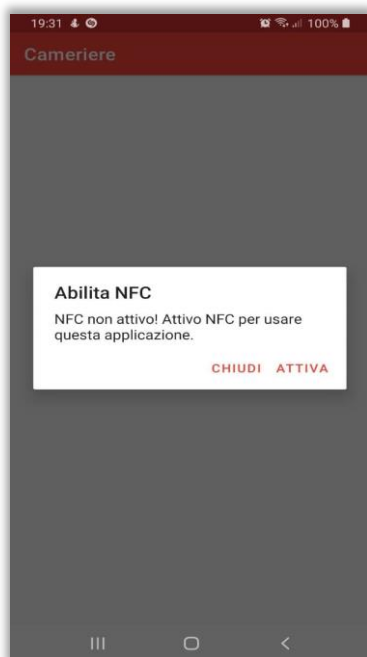 19:31 100%
Cameriere
Abilita NFC
NFC non attivo! Attivo NFC per usare
questa applicazione.
CHIUDI ATTIVA